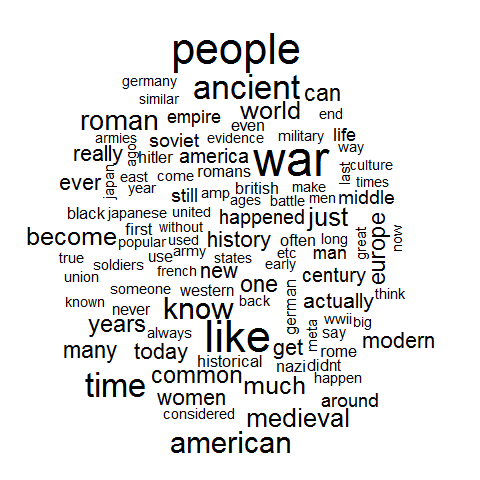 people
germany
similar
ancient can
roman empire world end
armies soviet even evidence military life
really ago hitler america war way
ever japan east come romans last culture
year still amp british make times
black japanese united ages battle men middle
become first without happened just
popular used history often long great now
true soldiers use army states etc man europe
union french new early century
someone western one german actually think
known never back know
years always like meta wwii big
many today historical get say rome modern
time common nazi didnt
women much happen
considered medieval around
american